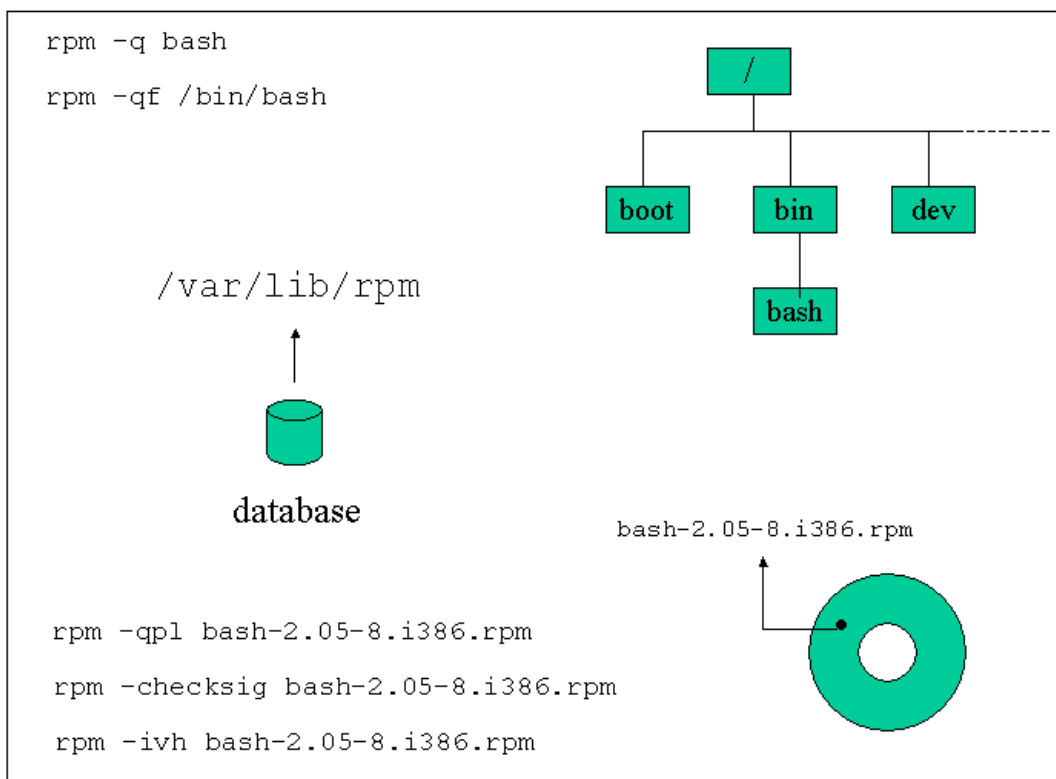 rpm -q bash
rpm -qf /bin/bash
/
boot
bin
dev
bash
/var/lib/rpm
database
bash-2.05-8.i386.rpm
rpm -qpl bash-2.05-8.i386.rpm
rpm -checksig bash-2.05-8.i386.rpm
rpm -ivh bash-2.05-8.i386.rpm